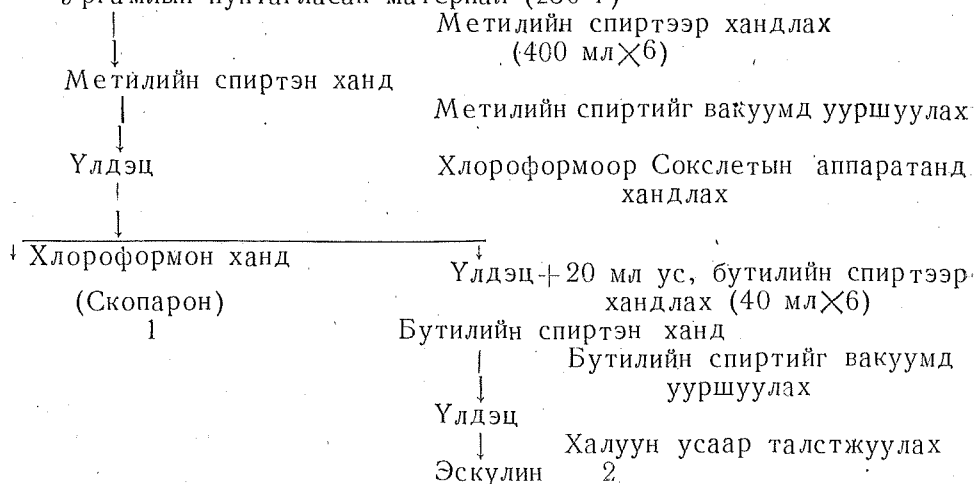 Метилийн спиртээр хандлах
(400 мл×6)
Метилийн спиртэн ханд
Метилийн спиртийг вакуумд ууршуулах
Үлдэц
Хлороформоор Сокслетын аппаратанд
хандлах
Хлороформон ханд
(Скопарон)
1
Үлдэц+20 мл ус, бутилийн спиртээр
хандлах (40 мл×6)
Бутилийн спиртэн ханд
Бутилийн спиртийг вакуумд
ууршуулах
Үлдэц
Халуун усаар талстжуулах
Эскулин 2